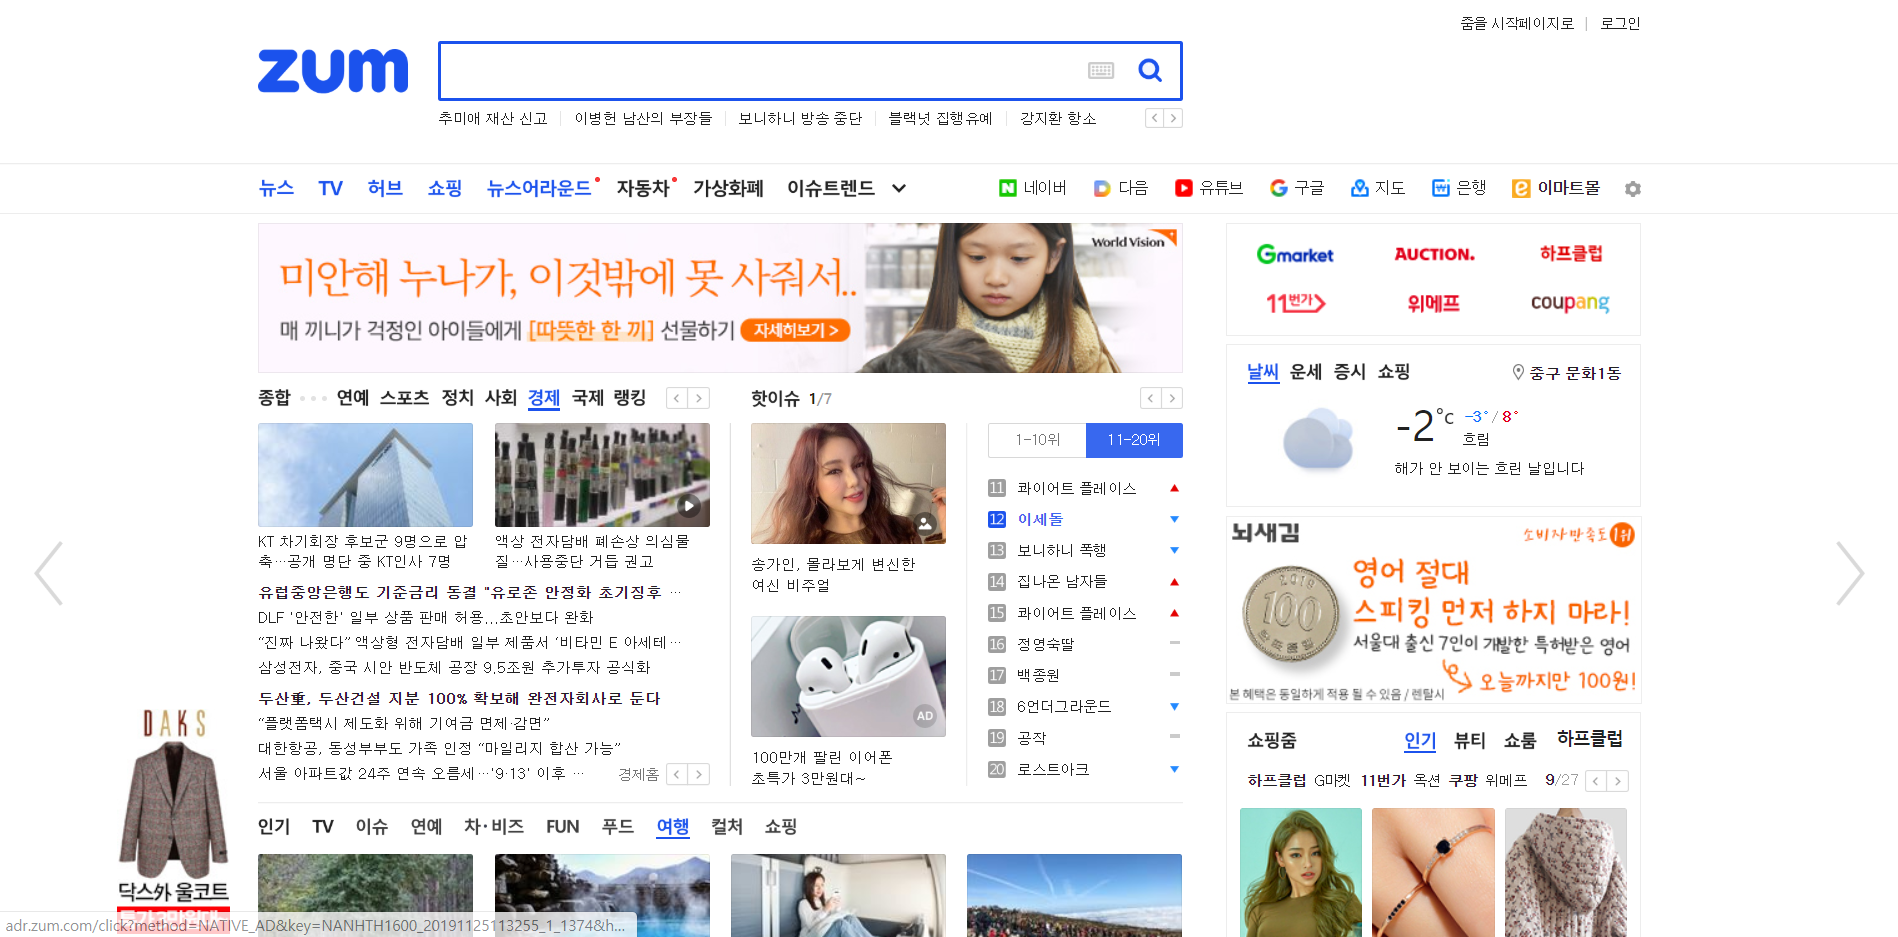 줌을 시작페이지로 | 로그인
zum
추미애 재산 신고 이병헌 남산의 부장들 보니하니 방송 중단 블랙넛 집행유예 강지환 항소
뉴스 TV 허브 쇼핑 뉴스어라운드 자동차 가상화폐 이슈트렌드
네이버 다음 유튜브 구글 지도 은행 이마트몰
World Vision
미안해 누나가, 이것밖에 못 사줘서..
매 끼니가 걱정인 아이들에게 [따뜻한 한 끼] 선물하기 자세히보기 >
Gmarket AUCTION. 하프클럽
11번가 위메프 coupang
종합 연예 스포츠 정치 사회 경제 국제 랭킹
KT 차기회장 후보군 9명으로 압
축…공개 명단 중 KT인사 7명
액상 전자담배 폐손상 의심물
질…사용중단 거듭 권고
유럽중앙은행도 기준금리 동결 "유로존 안정화 초기징후 …
DLF '안전한' 일부 상품 판매 허용...초안보다 완화
“진짜 나왔다” 액상형 전자담배 일부 제품서 ‘비타민 E 아세테…
삼성전자, 중국 시안 반도체 공장 9.5조원 추가투자 공식화
두산重, 두산건설 지분 100% 확보해 완전자회사로 둔다
“플랫폼택시 제도화 위해 기여금 면제·감면”
대한항공, 동성부부도 가족 인정 “마일리지 합산 가능”
서울 아파트값 24주 연속 오름세…'9·13' 이후 …
경제홈
핫이슈 1/7
송가인, 몰라보게 변신한
여신 비주얼
AD
100만개 팔린 이어폰
초특가 3만원대~
1-10위 11-20위
11 콰이어트 플레이스
12 이세돌
13 보니하니 폭행
14 집나온 남자들
15 콰이어트 플레이스
16 정영숙딸
17 백종원
18 6언더그라운드
19 공작
20 로스트아크
날씨 운세 증시 쇼핑
중구 문화1동
-2°c -3°/ 8°
흐림
해가 안 보이는 흐린 날입니다
뇌새김
소비자만족도 1위
영어 절대
스피킹 먼저 하지 마라!
서울대 출신 7인이 개발한 특허받은 영어
오늘까지만 100원!
본 혜택은 동일하게 적용 될 수 있음 / 렌탈시
2019
100
쇼핑줌 인기 뷰티 쇼룸 하프클럽
하프클럽 G마켓 11번가 옥션 쿠팡 위메프 9/27
인기 TV 이슈 연예 차·비즈 FUN 푸드 여행 컬처 쇼핑
DAKS
닥스와 울코트
adr.zum.com/click?method=NATIVE_AD&key=NANHTH1600_20191125113255_1_1374&h...